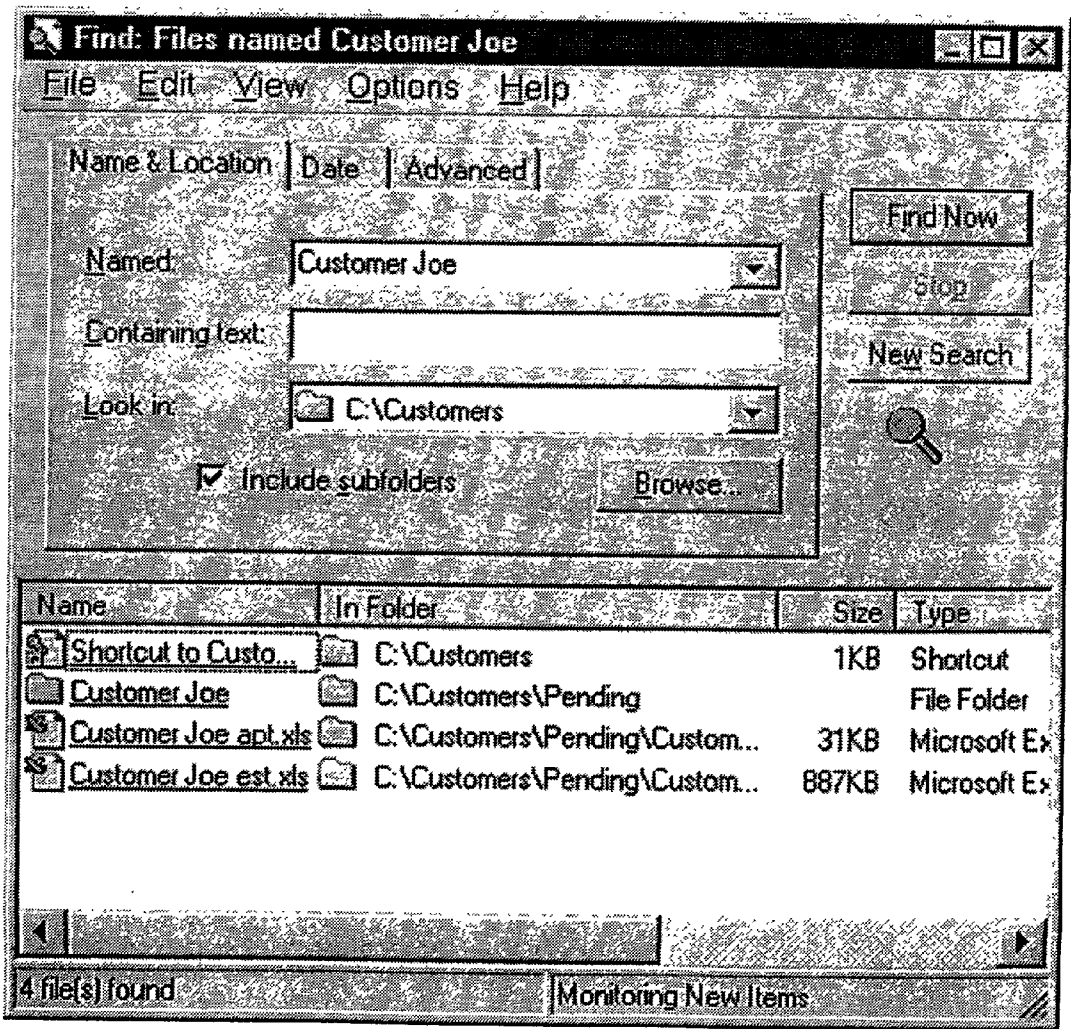 Find: Files named Customer Joe
File Edit View Options Help
Name & Location Date Advanced
Find Now
Named: Customer Joe
Stop
Containing text:
New Search
Look in: C:\Customers
Include subfolders Browse...
Name In Folder Size Type
Shortcut to Custo... C:\Customers 1KB Shortcut
Customer Joe C:\Customers\Pending File Folder
Customer Joe apt.xls C:\Customers\Pending\Custom... 31KB Microsoft Ex
Customer Joe est.xls C:\Customers\Pending\Custom... 887KB Microsoft Ex
4 file(s) found Monitoring New Items